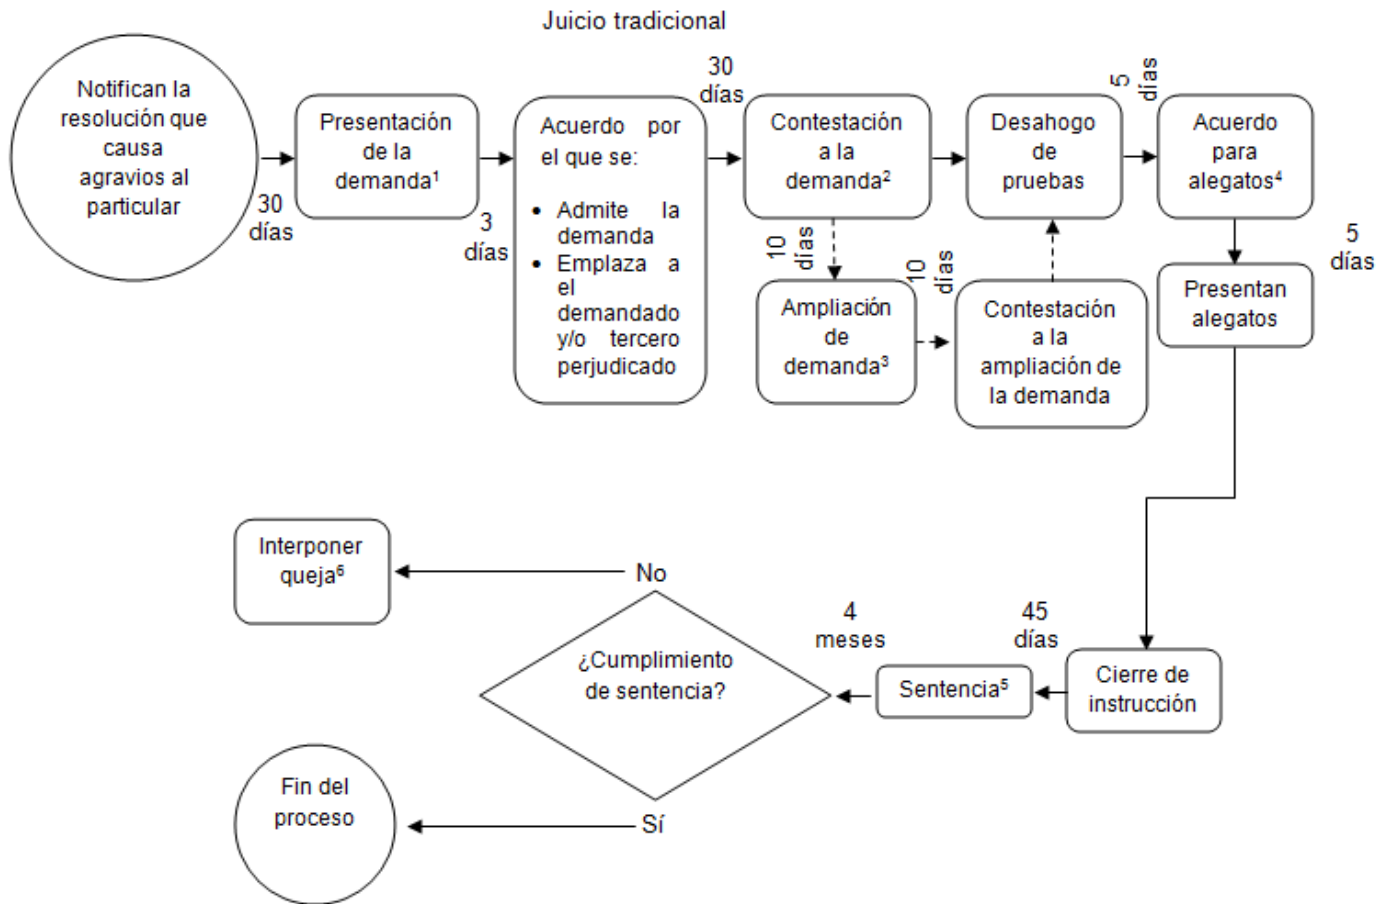 Juicio tradicional
Notifican la
resolución que
causa
agravios al
particular
30
días
Presentación
de la
demanda¹
3
días
Acuerdo por
el que se:
• Admite la
demanda
• Emplaza a
el
demandado
y/o tercero
perjudicado
30
días
Contestación
a la
demanda²
10
días
Ampliación
de
demanda³
10
días
Contestación
a la
ampliación de
la demanda
Desahogo
de
pruebas
5
días
Acuerdo
para
alegatos⁴
5
días
Presentan
alegatos
Cierre de
instrucción
45
días
Sentencia⁵
4
meses
¿Cumplimiento
de sentencia?
No
Interponer
queja⁶
Sí
Fin del
proceso